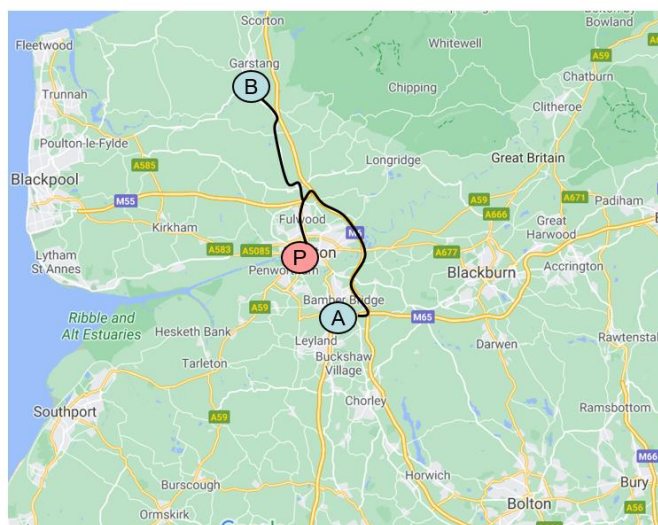 Fleetwood
Scorton
Garstang
B
Whitewell
Bowland
A59
Chipping
Chatburn
Trunnah
Clitheroe
Poulton-le-Fylde
A585
Longridge
Great Britain
Blackpool
M55
A59
A671
Padiham
A666
Kirkham
Fulwood
Great
Harwood
A583
A5085
P
A677
Lytham
St Annes
Penwortham
Blackburn
Accrington
Ribble and
Alt Estuaries
A59
Bamber Bridge
A
M65
Hesketh Bank
Leyland
Darwen
Rawtenstal
Tarleton
Buckshaw
Village
Southport
A59
Chorley
Ramsbottom
M66
Burscough
Horwich
Bury
Bolton
Ormskirk
A56